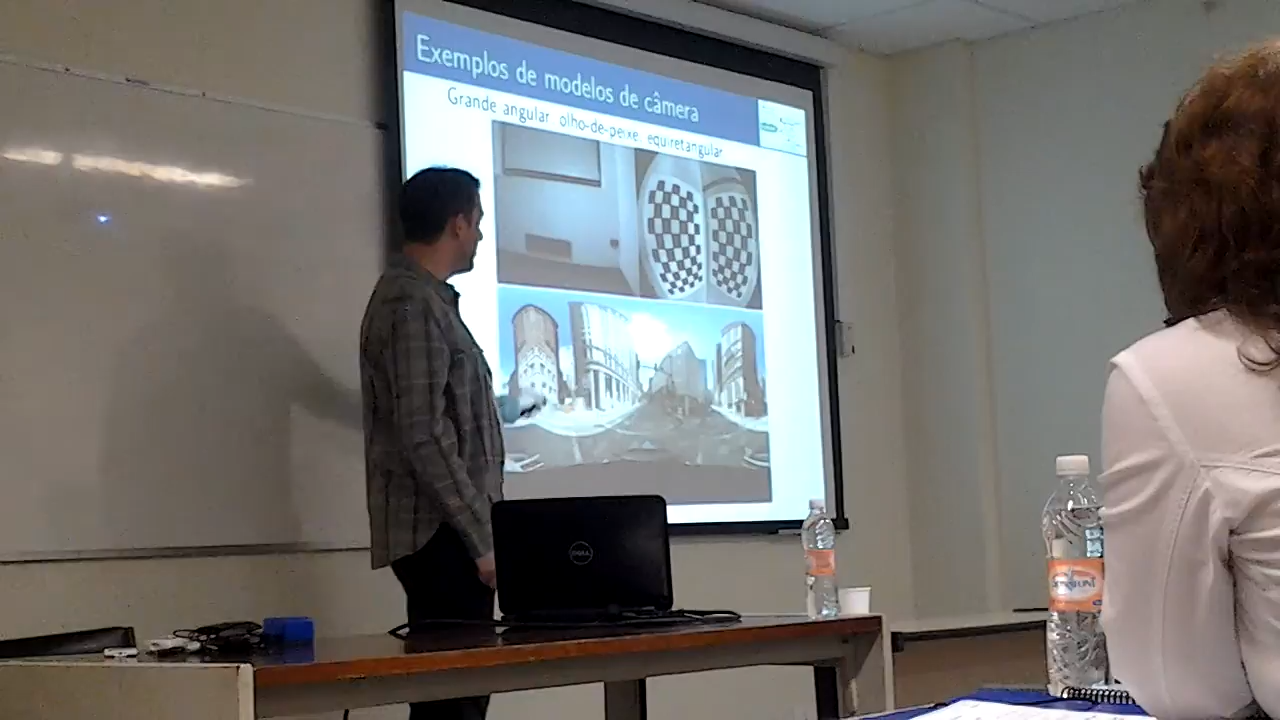 Exemplos de modelos de câmera
Grande angular, olho-de-peixe, equiretangular
DELL